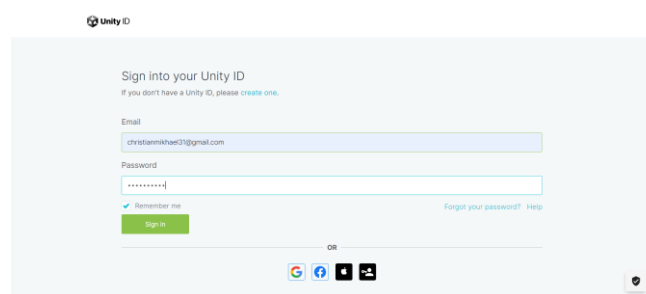 Unity ID
Sign into your Unity ID
If you don't have a Unity ID, please create one.
Email
christianmikhael31@gmail.com
Password
••••••••••
Remember me
Forgot your password? Help
Sign in
OR